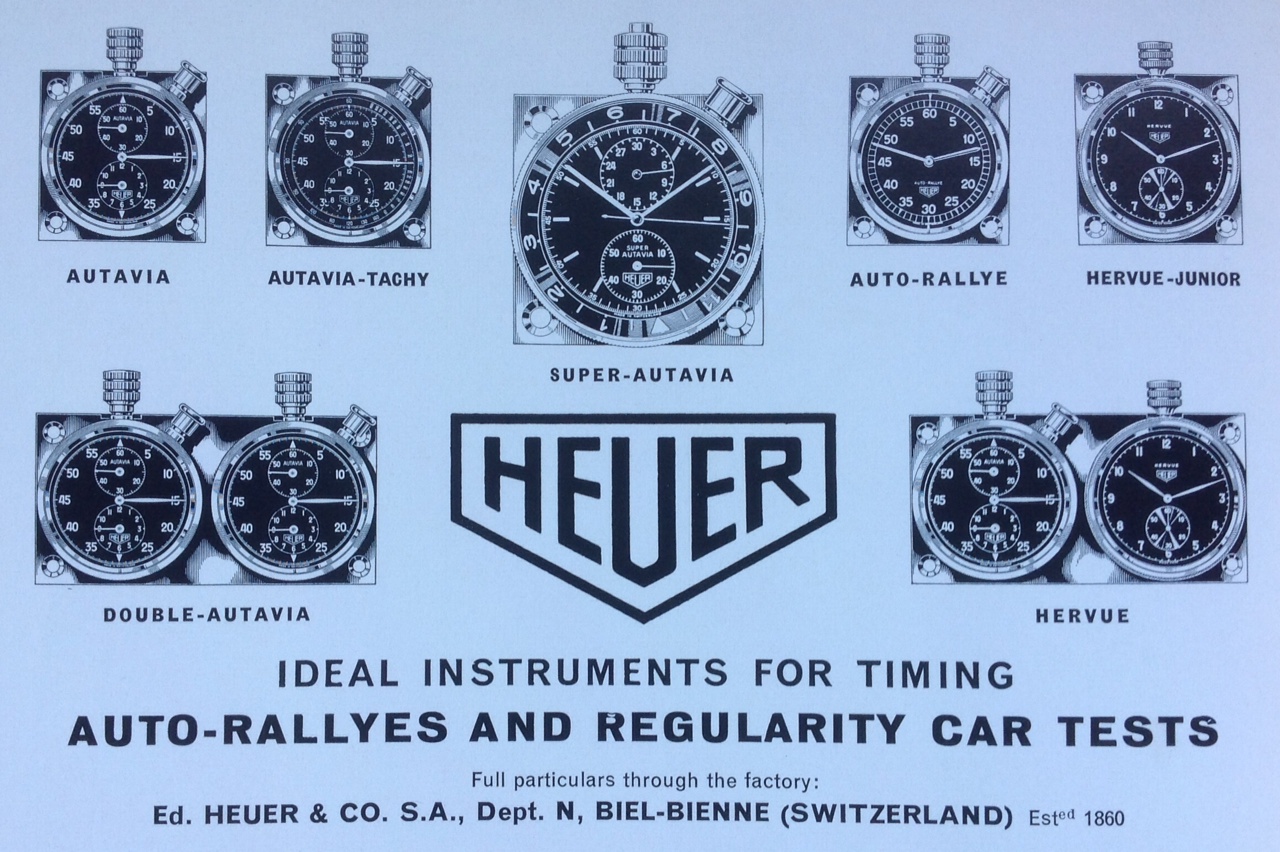 AUTAVIA
AUTAVIA-TACHY
SUPER-AUTAVIA
AUTO-RALLYE
HERVUE-JUNIOR
DOUBLE-AUTAVIA
HEUER
HERVUE
IDEAL INSTRUMENTS FOR TIMING
AUTO-RALLYES AND REGULARITY CAR TESTS
Full particulars through the factory:
Ed. HEUER & CO. S.A., Dept. N, BIEL-BIENNE (SWITZERLAND) Estᵉᵈ 1860